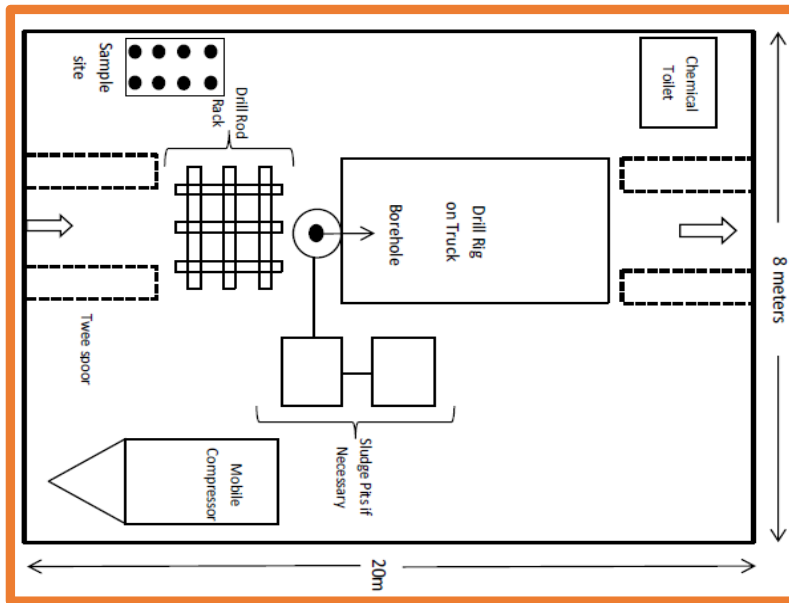 Sample
site
Drill Rod
Rack
Chemical
Toilet
Borehole
Drill Rig
on Truck
8 meters
Twee spoor
Sludge Pits if
Necessary
Mobile
Compressor
20m